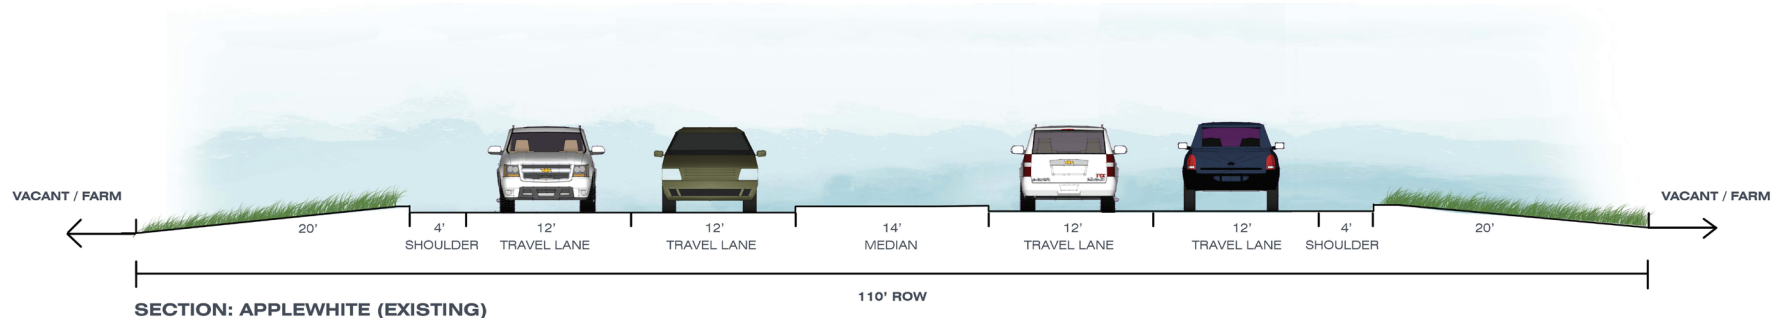 VACANT / FARM
VACANT / FARM
20'
4'
12'
12'
14'
12'
12'
4'
20'
SHOULDER
TRAVEL LANE
TRAVEL LANE
MEDIAN
TRAVEL LANE
TRAVEL LANE
SHOULDER
110' ROW
SECTION: APPLEWHITE (EXISTING)